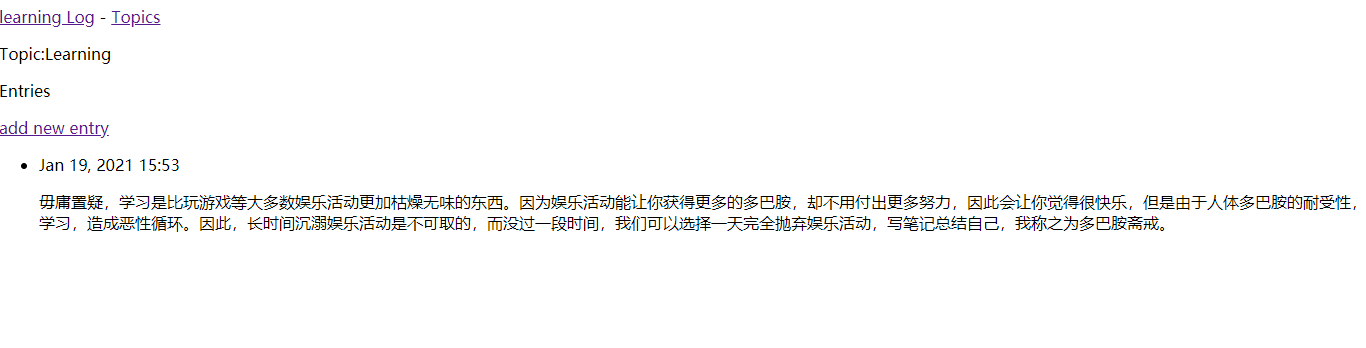 learning Log - Topics
Topic:Learning
Entries
add new entry
Jan 19, 2021 15:53
毋庸置疑，学习是比玩游戏等大多数娱乐活动更加枯燥无味的东西。因为娱乐活动能让你获得更多的多巴胺，却不用付出更多努力，因此会让你觉得很快乐，但是由于人体多巴胺的耐受性，
学习，造成恶性循环。因此，长时间沉溺娱乐活动是不可取的，而没过一段时间，我们可以选择一天完全抛弃娱乐活动，写笔记总结自己，我称之为多巴胺斋戒。